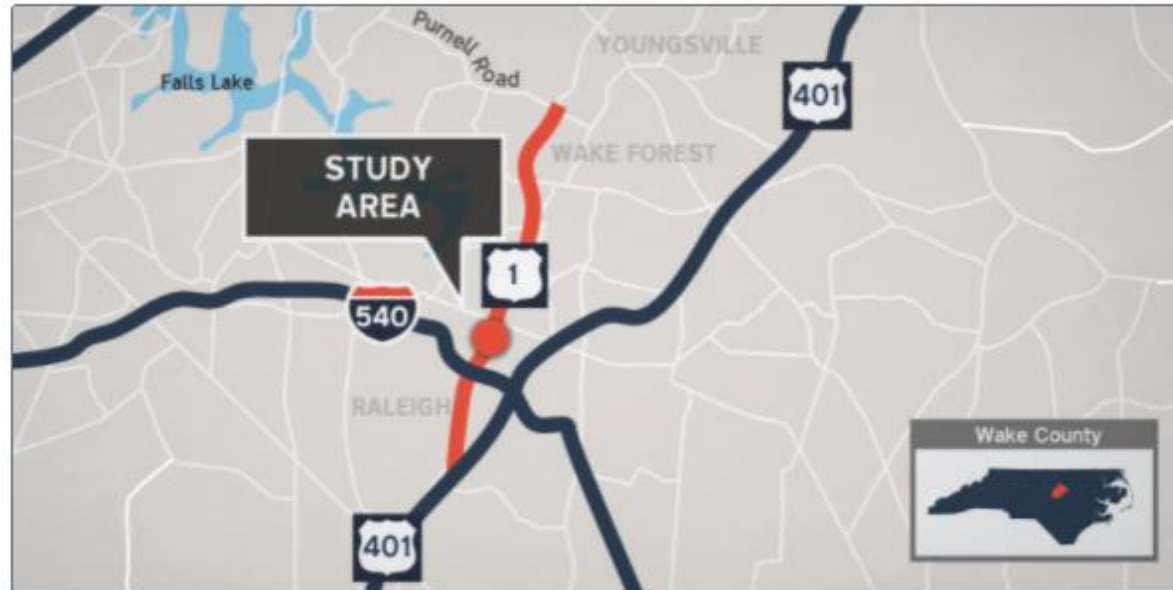 Purnell Road
YOUNGSVILLE
Falls Lake
401
WAKE FOREST
STUDY
AREA
1
540
RALEIGH
Wake County
401